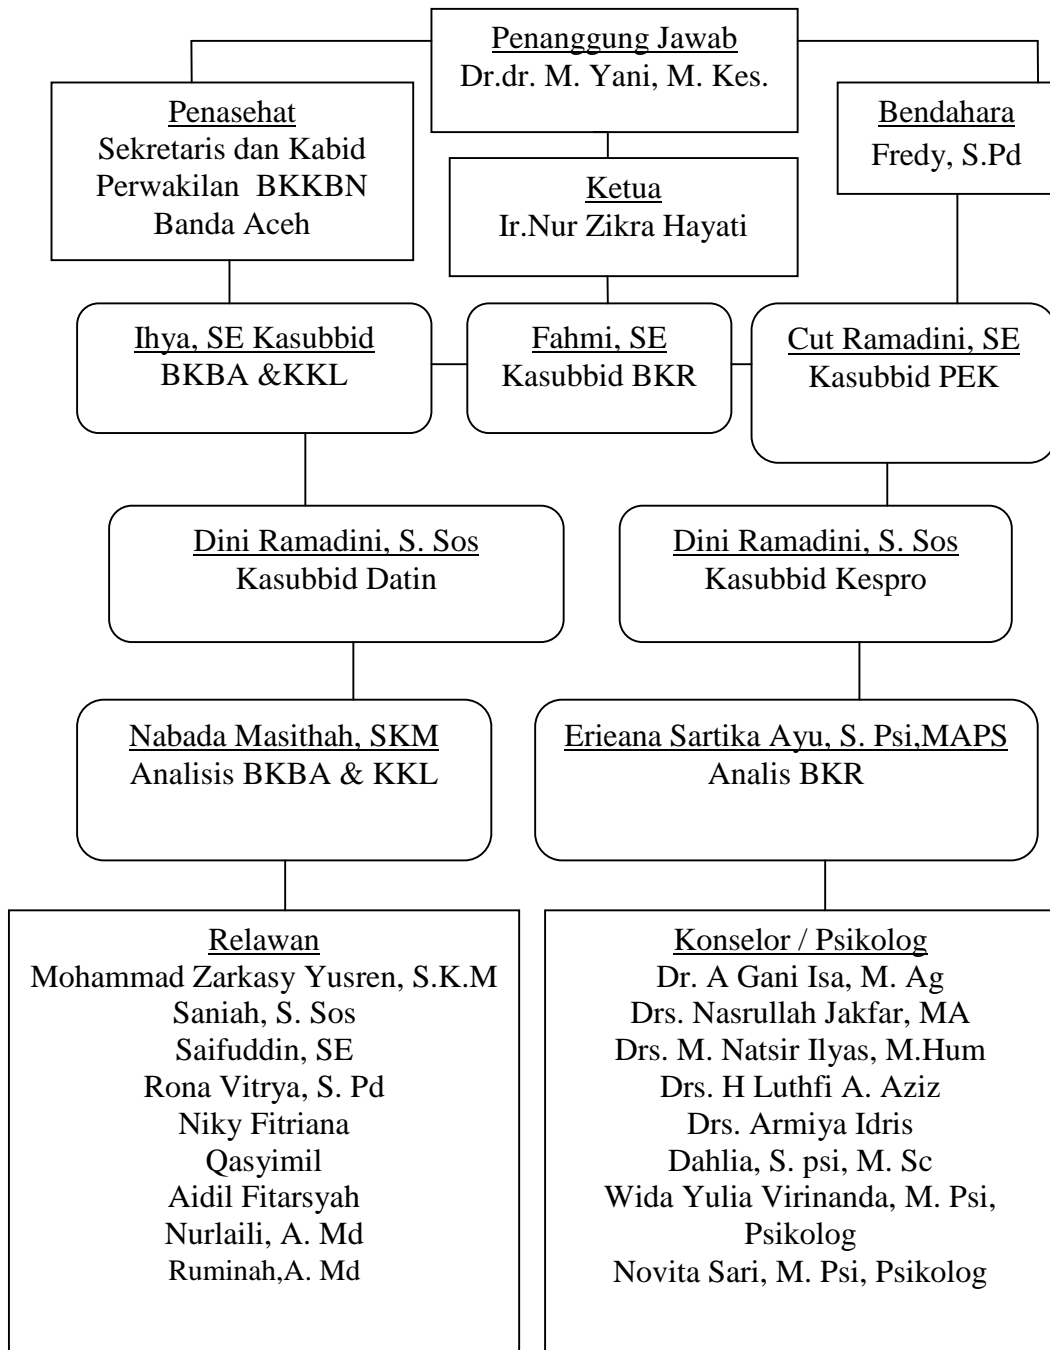 Penanggung Jawab
Dr.dr. M. Yani, M. Kes.
Penasehat
Sekretaris dan Kabid
Perwakilan BKKBN
Banda Aceh
Bendahara
Fredy, S.Pd
Ketua
Ir.Nur Zikra Hayati
Ihya, SE Kasubbid
BKBA &KKL
Fahmi, SE
Kasubbid BKR
Cut Ramadini, SE
Kasubbid PEK
Dini Ramadini, S. Sos
Kasubbid Datin
Dini Ramadini, S. Sos
Kasubbid Kespro
Nabada Masithah, SKM
Analisis BKBA & KKL
Erieana Sartika Ayu, S. Psi,MAPS
Analis BKR
Relawan
Mohammad Zarkasy Yusren, S.K.M
Saniah, S. Sos
Saifuddin, SE
Rona Vitrya, S. Pd
Niky Fitriana
Qasyimil
Aidil Fitarsyah
Nurlaili, A. Md
Ruminah,A. Md
Konselor / Psikolog
Dr. A Gani Isa, M. Ag
Drs. Nasrullah Jakfar, MA
Drs. M. Natsir Ilyas, M.Hum
Drs. H Luthfi A. Aziz
Drs. Armiya Idris
Dahlia, S. psi, M. Sc
Wida Yulia Virinanda, M. Psi,
Psikolog
Novita Sari, M. Psi, Psikolog